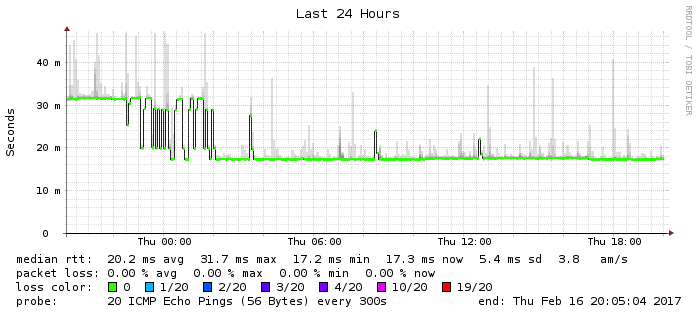 Last 24 Hours
RRDTOOL / TOBI OETIKER
Seconds
40 m
30 m
20 m
10 m
0
Thu 00:00 Thu 06:00 Thu 12:00 Thu 18:00
median rtt: 20.2 ms avg 31.7 ms max 17.2 ms min 17.3 ms now 5.4 ms sd 3.8 am/s
packet loss: 0.00 % avg 0.00 % max 0.00 % min 0.00 % now
loss color: 0 1/20 2/20 3/20 4/20 10/20 19/20
probe: 20 ICMP Echo Pings (56 Bytes) every 300s end: Thu Feb 16 20:05:04 2017